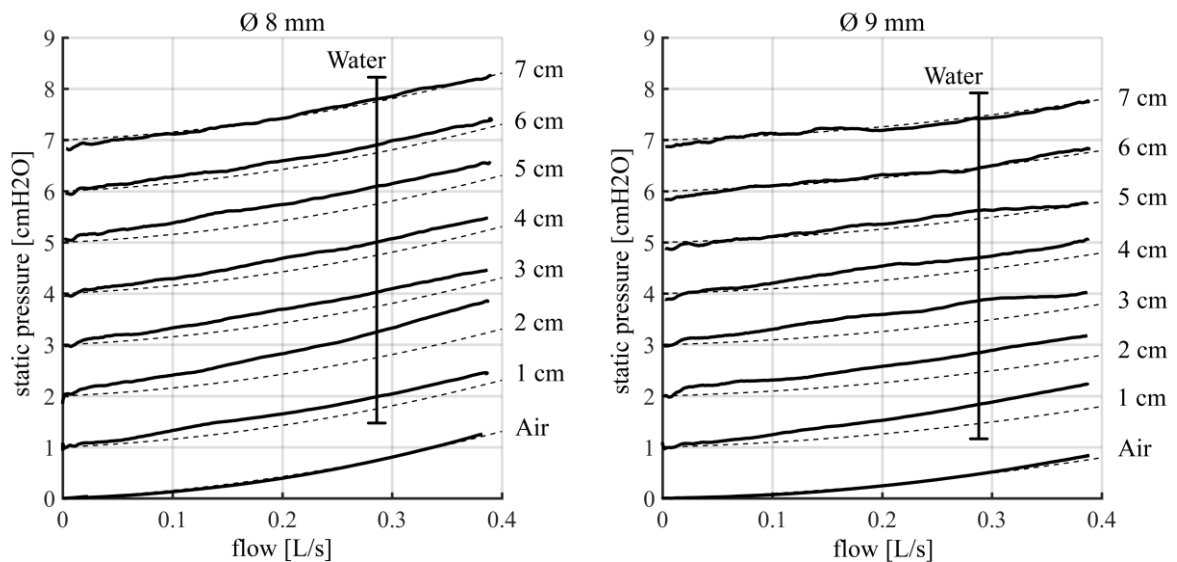 Ø 8 mm
static pressure [cmH2O]
9
8
7
6
5
4
3
2
1
0
0
0.1
0.2
0.3
0.4
flow [L/s]
Water
7 cm
6 cm
5 cm
4 cm
3 cm
2 cm
1 cm
Air
Ø 9 mm
static pressure [cmH2O]
9
8
7
6
5
4
3
2
1
0
0
0.1
0.2
0.3
0.4
flow [L/s]
Water
7 cm
6 cm
5 cm
4 cm
3 cm
2 cm
1 cm
Air